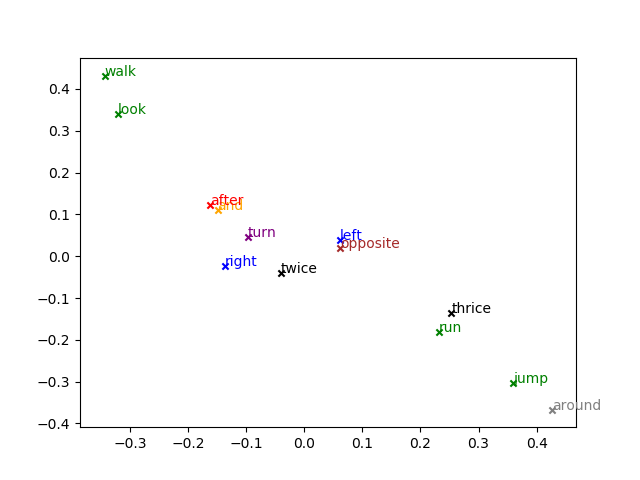 walk
look
after
and
turn
left
opposite
right
twice
thrice
run
jump
around
0.4
0.3
0.2
0.1
0.0
−0.1
−0.2
−0.3
−0.4
−0.3 −0.2 −0.1 0.0 0.1 0.2 0.3 0.4